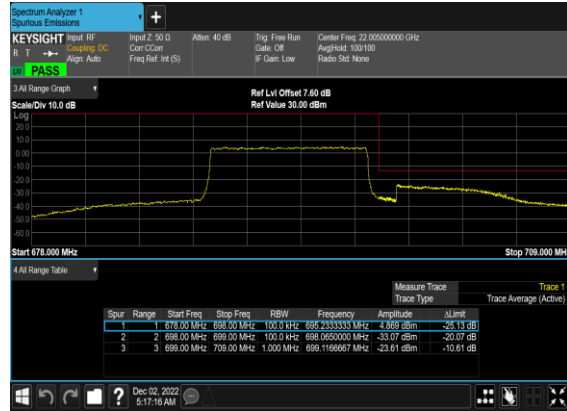 Spectrum Analyzer 1
Spurious Emissions
+
KEYSIGHT Input: RF Input Z: 50 Ω Atten: 40 dB Trig: Free Run Center Freq: 22.005000000 GHz
R T Coupling: DC Corr CCorr Gate: Off Avg|Hold: 100/100
Align: Auto Freq Ref: Int (S) IF Gain: Low Radio Std: None
PASS
3 All Range Graph Ref Lvl Offset 7.60 dB
Scale/Div 10.0 dB Ref Value 30.00 dBm
Log
20.0
10.0
0.00
-10.0
-20.0
-30.0
-40.0
-50.0
-60.0
Start 678.000 MHz Stop 709.000 MH
4 All Range Table
Measure Trace Trace 1
Trace Type Trace Average (Active)
Spur Range Start Freq Stop Freq RBW Frequency Amplitude ΔLimit
1 1 678.00 MHz 698.00 MHz 100.0 kHz 695.2333333 MHz 4.869 dBm -25.13 dB
2 2 698.00 MHz 699.00 MHz 100.0 kHz 698.0650000 MHz -33.07 dBm -20.07 dB
3 3 699.00 MHz 709.00 MHz 1.000 MHz 699.1166667 MHz -23.61 dBm -10.61 dB
? Dec 02, 2022
5:17:16 AM